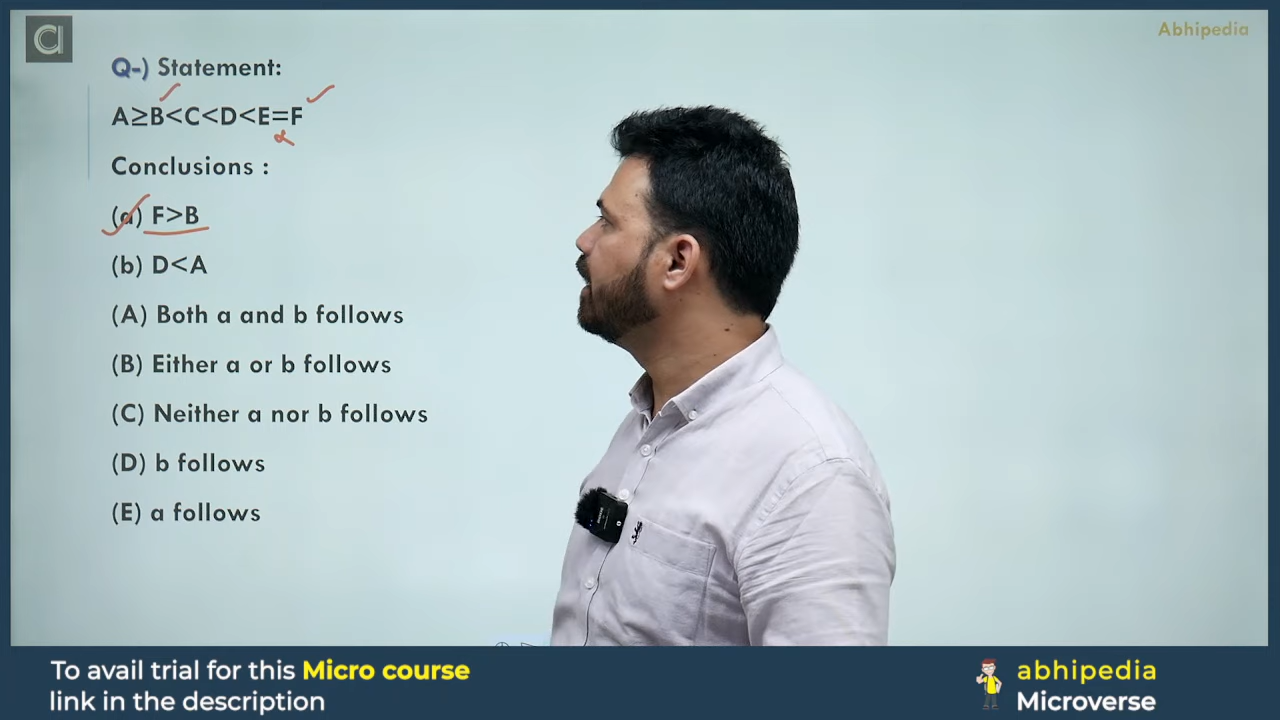 Abhipedia
Q-) Statement:
A≥B<C<D<E=F
Conclusions :
(a) F>B
(b) D<A
(A) Both a and b follows
(B) Either a or b follows
(C) Neither a nor b follows
(D) b follows
(E) a follows
To avail trial for this Micro course
link in the description
abhipedia
Microverse